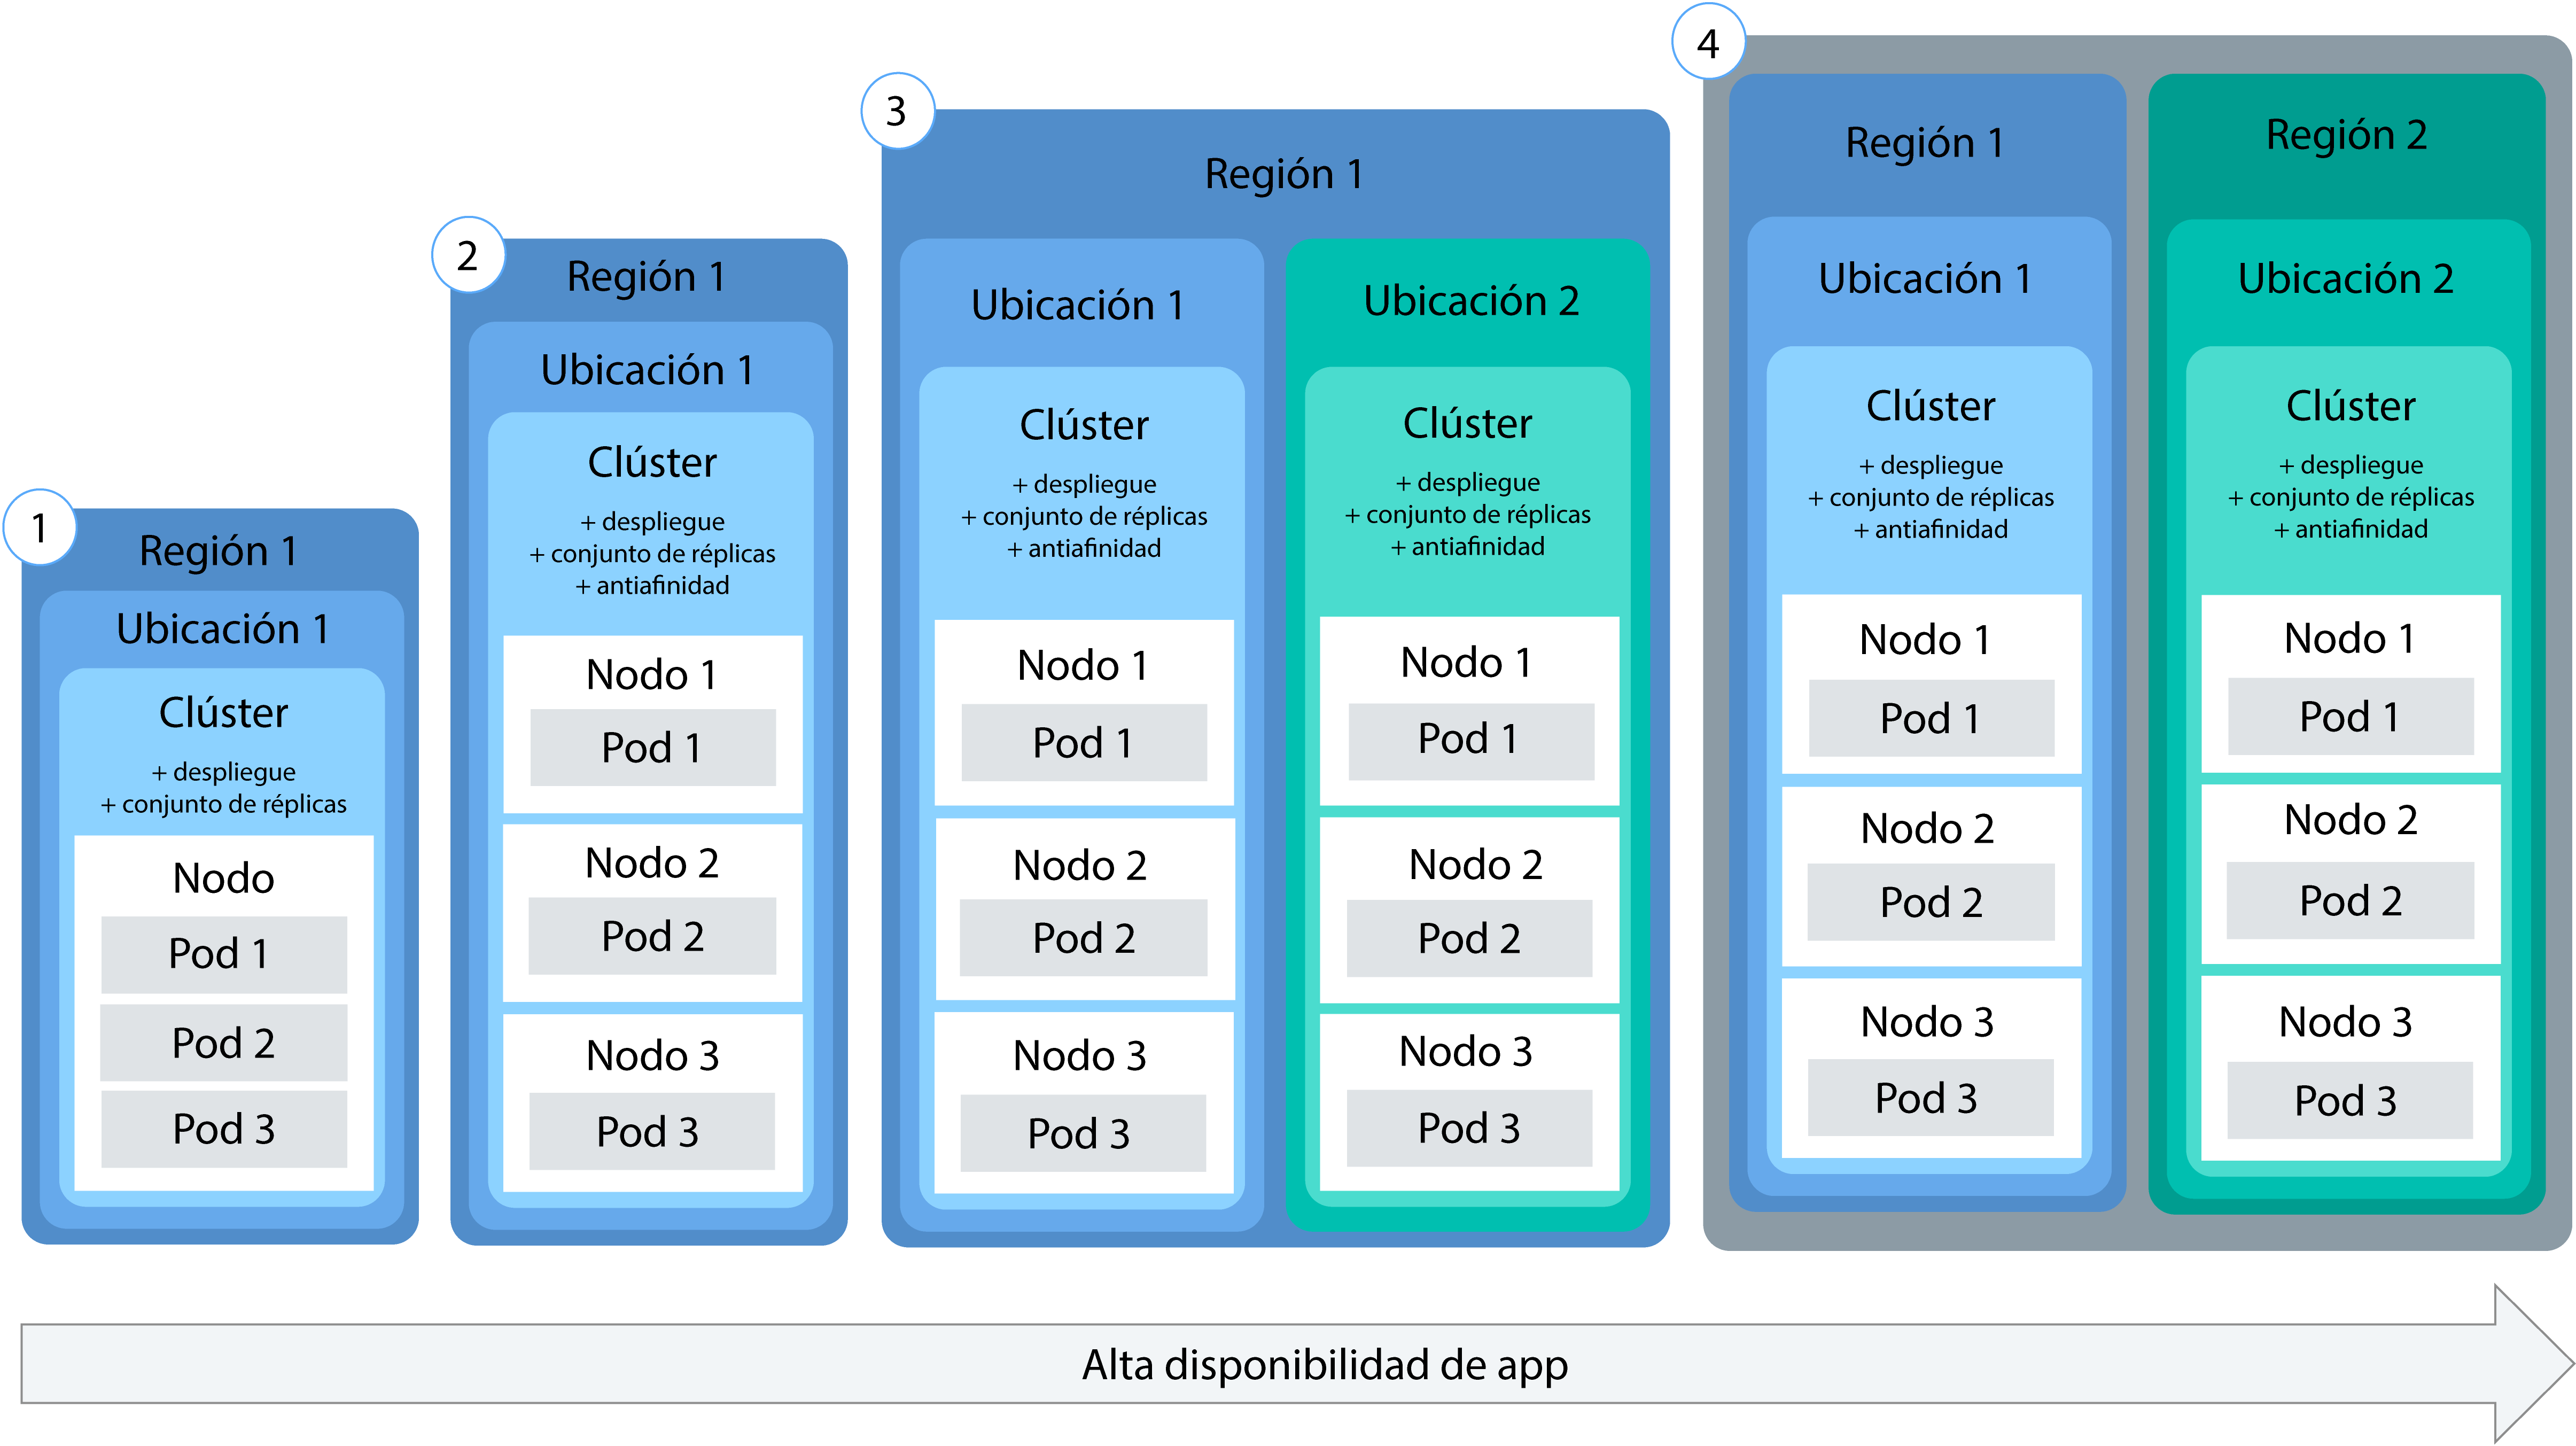 1
Región 1
Ubicación 1
Clúster
+ despliegue
+ conjunto de réplicas
Nodo
Pod 1
Pod 2
Pod 3
2
Región 1
Ubicación 1
Clúster
+ despliegue
+ conjunto de réplicas
+ antiafinidad
Nodo 1
Pod 1
Nodo 2
Pod 2
Nodo 3
Pod 3
3
Región 1
Ubicación 1
Clúster
+ despliegue
+ conjunto de réplicas
+ antiafinidad
Nodo 1
Pod 1
Nodo 2
Pod 2
Nodo 3
Pod 3
Ubicación 2
Clúster
+ despliegue
+ conjunto de réplicas
+ antiafinidad
Nodo 1
Pod 1
Nodo 2
Pod 2
Nodo 3
Pod 3
4
Región 1
Ubicación 1
Clúster
+ despliegue
+ conjunto de réplicas
+ antiafinidad
Nodo 1
Pod 1
Nodo 2
Pod 2
Nodo 3
Pod 3
Región 2
Ubicación 2
Clúster
+ despliegue
+ conjunto de réplicas
+ antiafinidad
Nodo 1
Pod 1
Nodo 2
Pod 2
Nodo 3
Pod 3
Alta disponibilidad de app